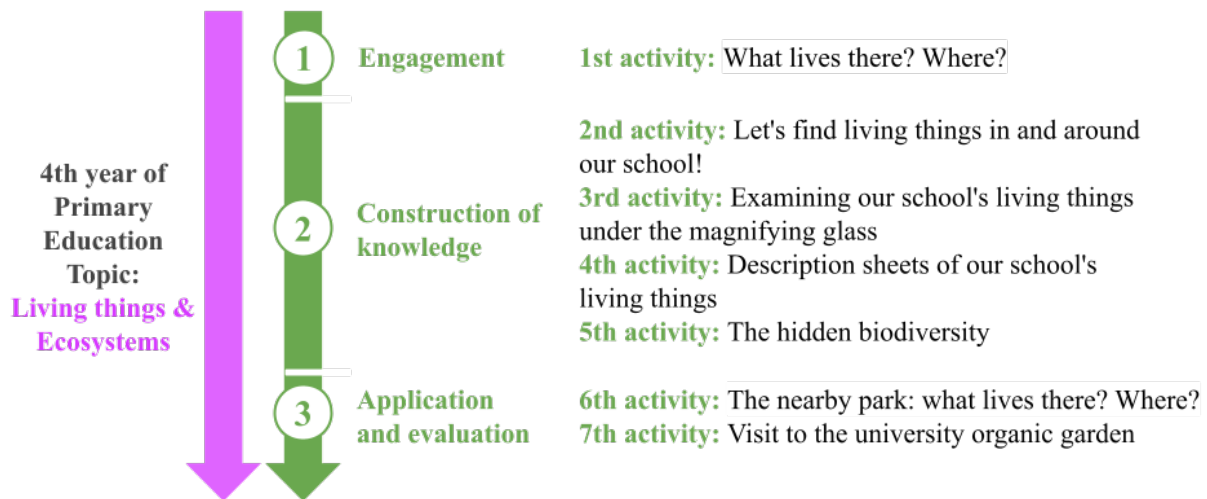 4th year of
Primary
Education
Topic:
Living things &
Ecosystems
1
Engagement
1st activity: What lives there? Where?
2
Construction of
knowledge
2nd activity: Let's find living things in and around
our school!
3rd activity: Examining our school's living things
under the magnifying glass
4th activity: Description sheets of our school's
living things
5th activity: The hidden biodiversity
3
Application
and evaluation
6th activity: The nearby park: what lives there? Where?
7th activity: Visit to the university organic garden